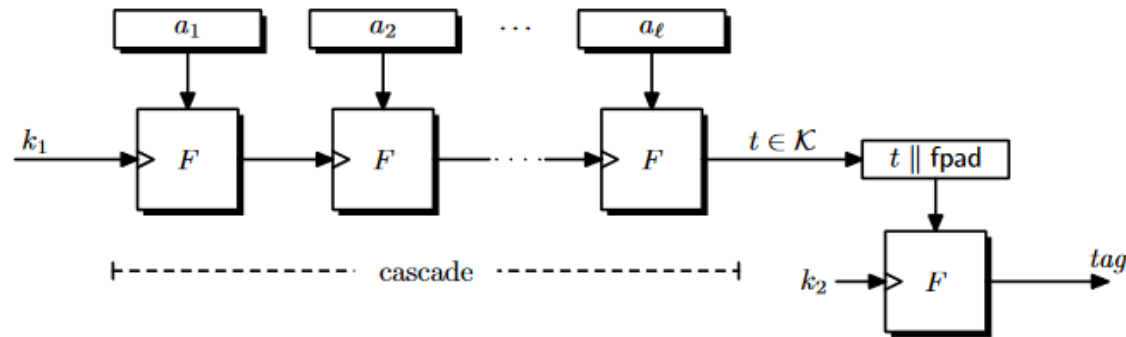 a₁ a₂ ··· aℓ
k₁ F F ···· F t ∈ 𝒦 t ∥ fpad
cascade
k₂ F tag